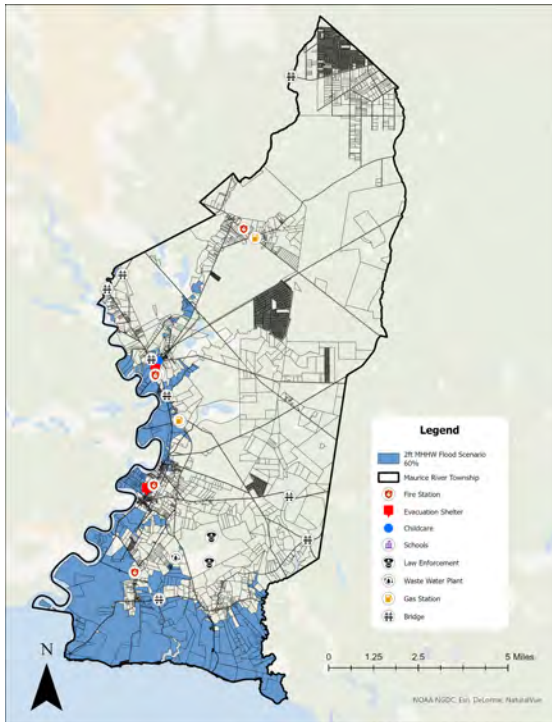 Legend
2ft MHHW Flood Scenario
60%
Maurice River Township
Fire Station
Evacuation Shelter
Childcare
Schools
Law Enforcement
Waste Water Plant
Gas Station
Bridge
N
0 1.25 2.5 5 Miles
NOAA NGDC, Esri, DeLorme, NaturalVue